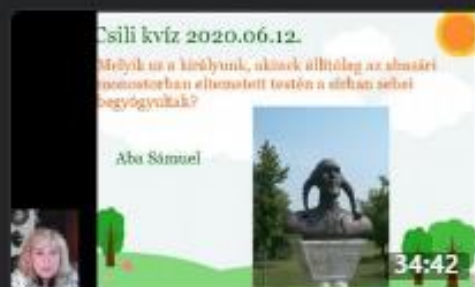 Csili kvíz 2020.06.12.
Melyik az a királyunk, akinek állítólag az abasári
monostorban eltemetett testén a sírban sebei
begyógyultak?
Aba Sámuel
34:42